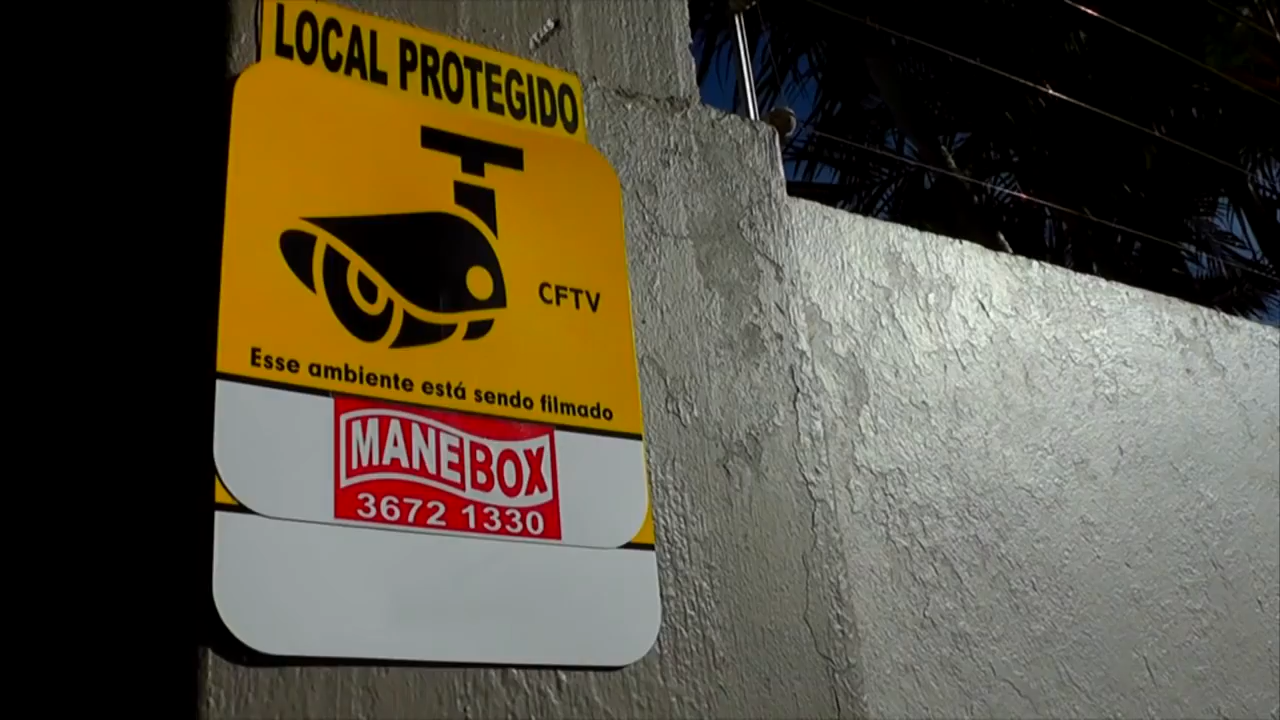 LOCAL PROTEGIDO
CFTV
Esse ambiente está sendo filmado
MANEBOX
3672 1330